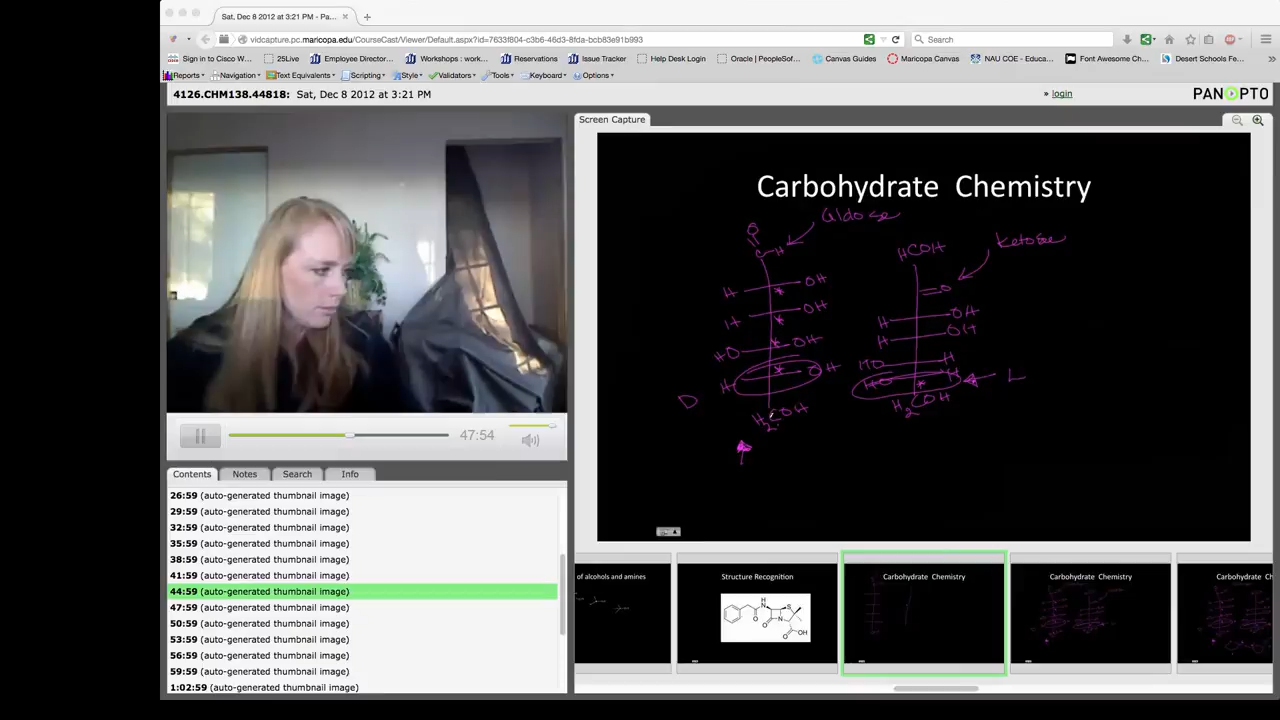 Sat, Dec 8 2012 at 3:21 PM - Pa...
vidcapture.pc.maricopa.edu/CourseCast/Viewer/Default.aspx?id=7633f804-c3b6-46d3-8fda-bcb83e91b993
Search
Sign in to Cisco W...
25Live
Employee Director...
Workshops : work...
Reservations
Issue Tracker
Help Desk Login
Oracle | PeopleSof...
Canvas Guides
Maricopa Canvas
NAU COE - Educa...
Font Awesome Ch...
Desert Schools Fe...
Reports
Navigation
Text Equivalents
Scripting
Style
Validators
Tools
Keyboard
Options
4126.CHM138.44818: Sat, Dec 8 2012 at 3:21 PM
» login
PANOPTO
Screen Capture
Carbohydrate Chemistry
aldose
O
C-H
H * OH
H * OH
HO * OH
H * OH
D
H2COH
ketose
HCOH
=O
H OH
H OH
HO H
HO * H
L
H2COH
47:54
Contents
Notes
Search
Info
26:59 (auto-generated thumbnail image)
29:59 (auto-generated thumbnail image)
32:59 (auto-generated thumbnail image)
35:59 (auto-generated thumbnail image)
38:59 (auto-generated thumbnail image)
41:59 (auto-generated thumbnail image)
44:59 (auto-generated thumbnail image)
47:59 (auto-generated thumbnail image)
50:59 (auto-generated thumbnail image)
53:59 (auto-generated thumbnail image)
56:59 (auto-generated thumbnail image)
59:59 (auto-generated thumbnail image)
1:02:59 (auto-generated thumbnail image)
of alcohols and amines
Structure Recognition
H
N
S
O
N
O
OH
Carbohydrate Chemistry
Carbohydrate Chemistry
Carbohydrate Ch